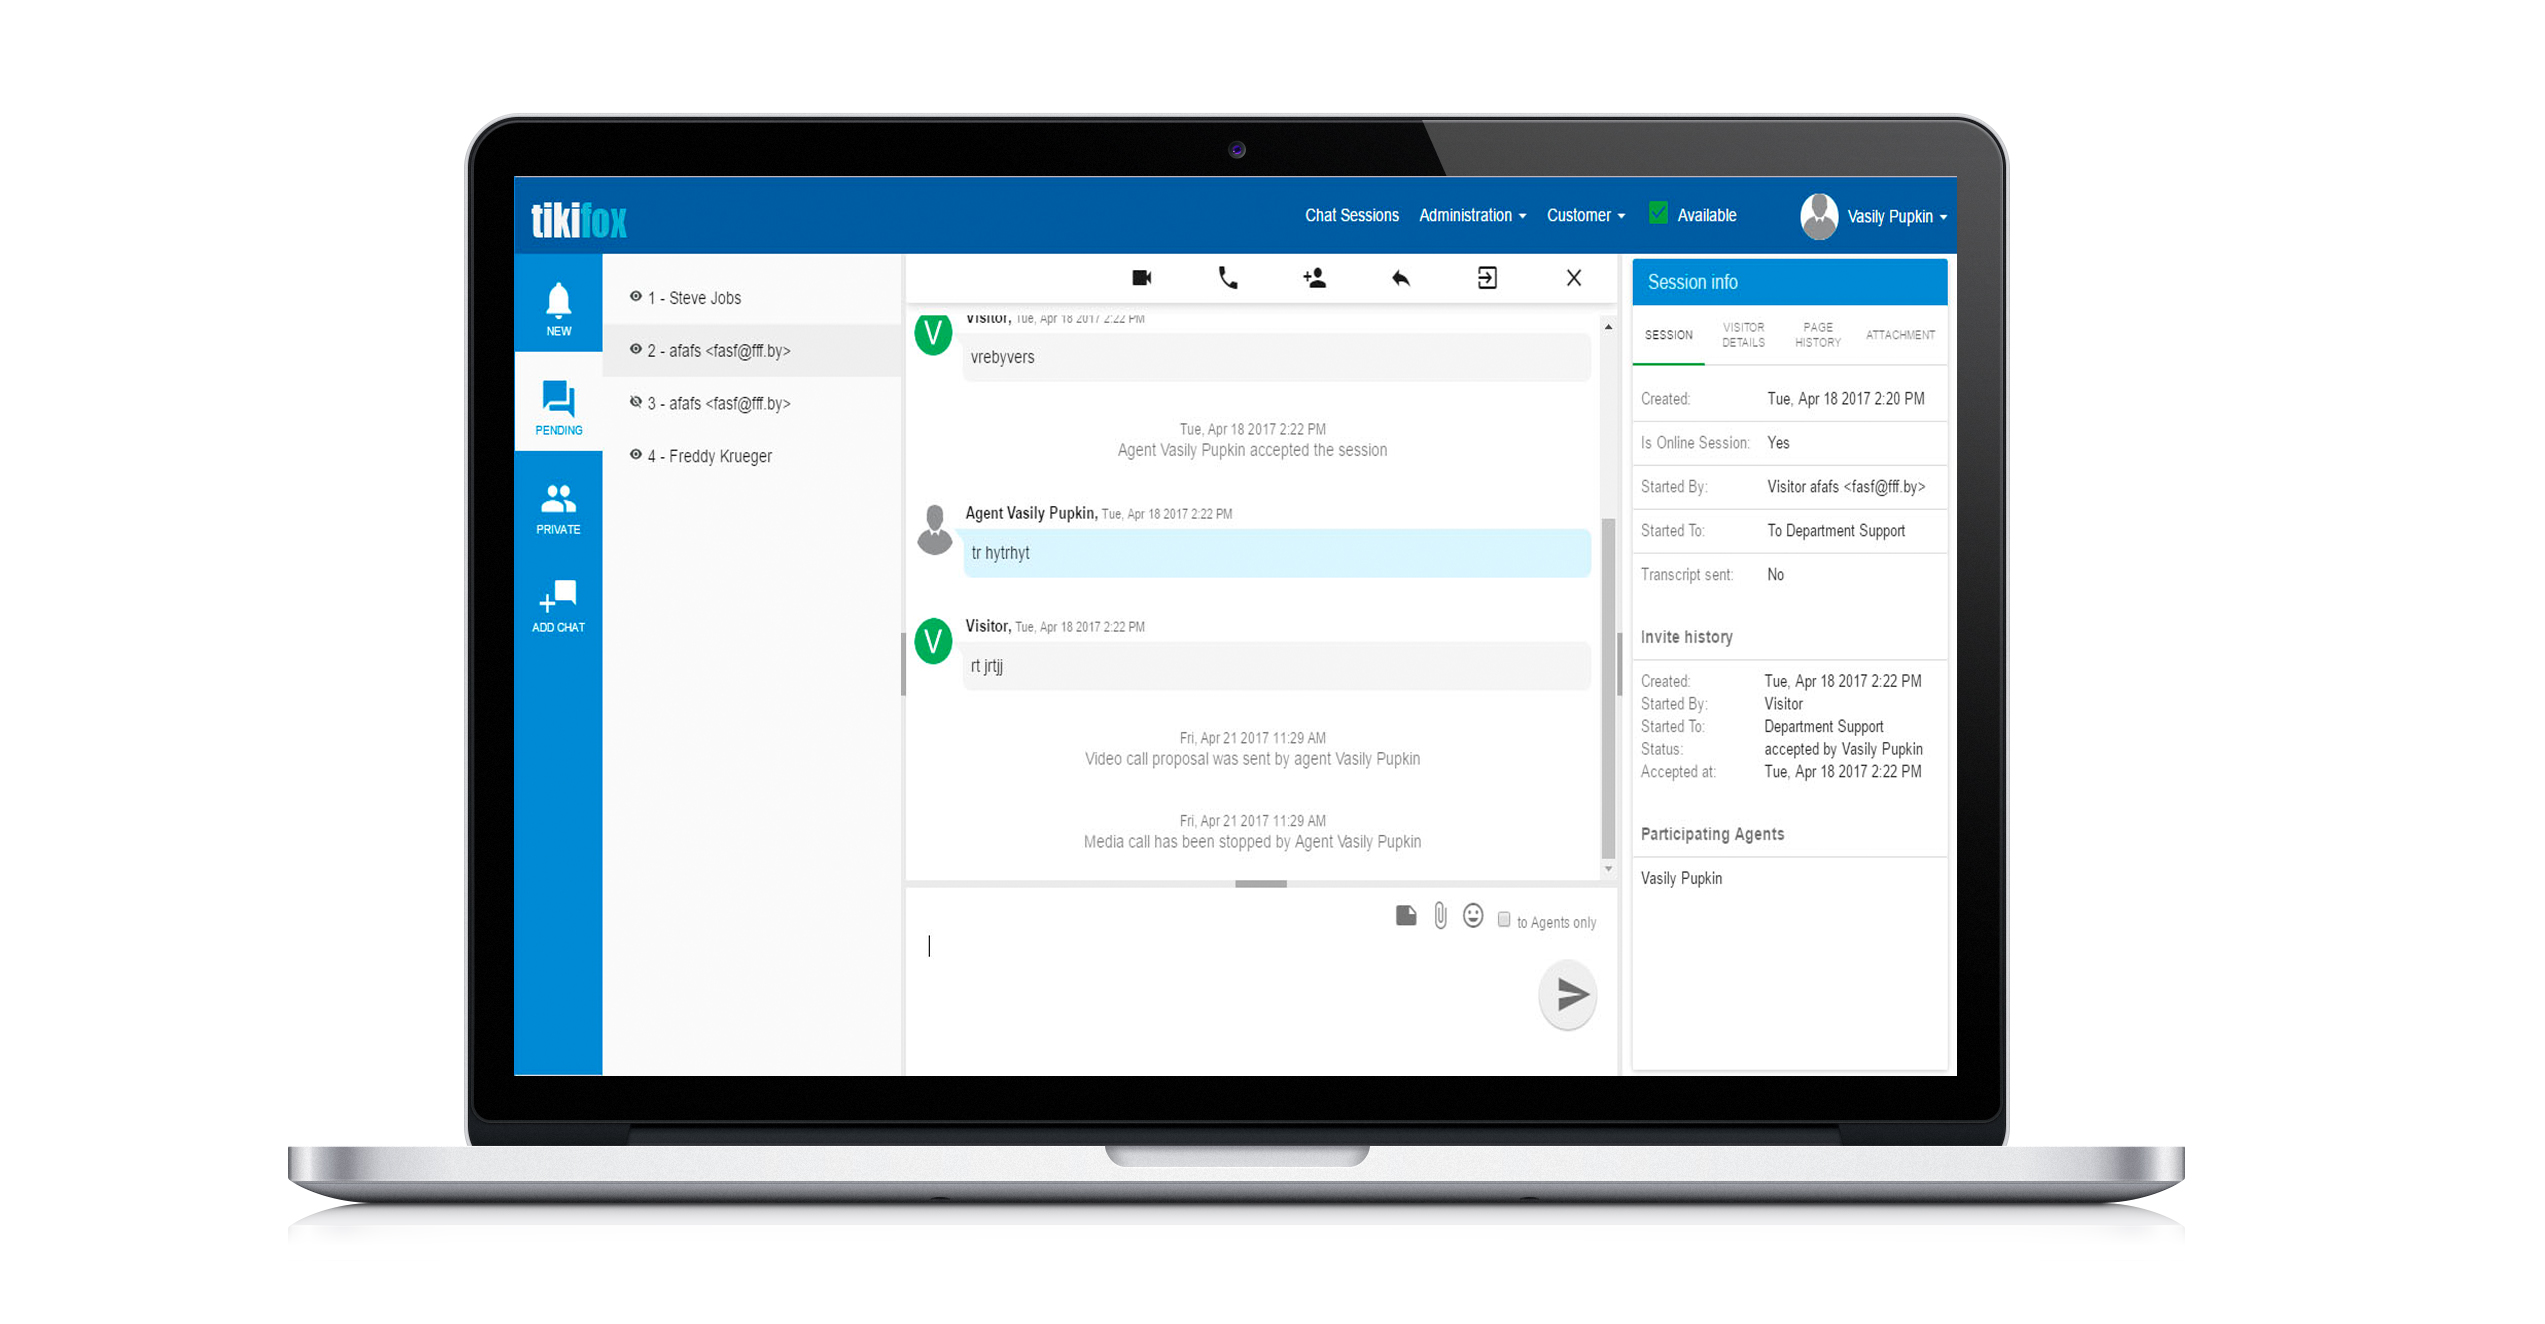 tikifox
Chat Sessions
Administration
Customer
Available
Vasily Pupkin
NEW
PENDING
PRIVATE
ADD CHAT
1 - Steve Jobs
2 - afafs <fasf@fff.by>
3 - afafs <fasf@fff.by>
4 - Freddy Krueger
V
Visitor, Tue, Apr 18 2017 2:22 PM
vrebyvers
Tue, Apr 18 2017 2:22 PM
Agent Vasily Pupkin accepted the session
Agent Vasily Pupkin, Tue, Apr 18 2017 2:22 PM
tr hytrhyt
V
Visitor, Tue, Apr 18 2017 2:22 PM
rt jrtjj
Fri, Apr 21 2017 11:29 AM
Video call proposal was sent by agent Vasily Pupkin
Fri, Apr 21 2017 11:29 AM
Media call has been stopped by Agent Vasily Pupkin
to Agents only
Session info
SESSION
VISITOR
DETAILS
PAGE
HISTORY
ATTACHMENT
Created: Tue, Apr 18 2017 2:20 PM
Is Online Session: Yes
Started By: Visitor afafs <fasf@fff.by>
Started To: To Department Support
Transcript sent: No
Invite history
Created: Tue, Apr 18 2017 2:22 PM
Started By: Visitor
Started To: Department Support
Status: accepted by Vasily Pupkin
Accepted at: Tue, Apr 18 2017 2:22 PM
Participating Agents
Vasily Pupkin